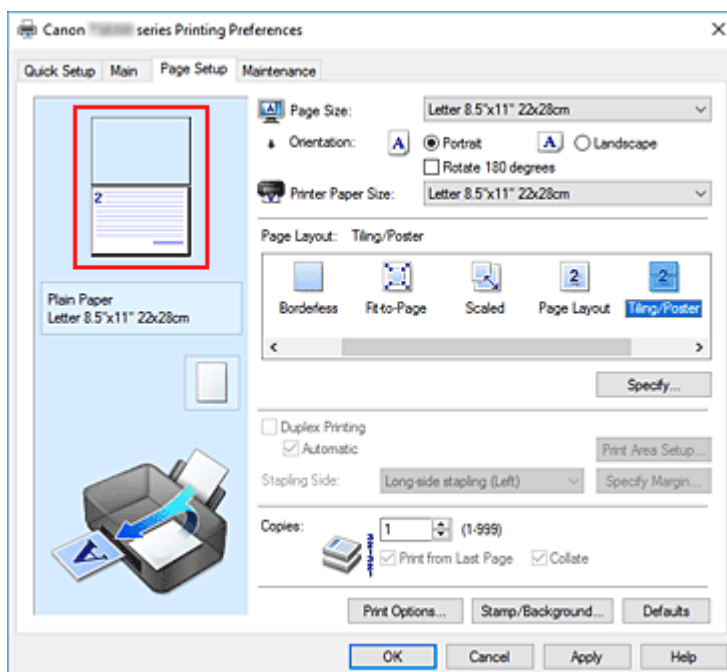 Canon series Printing Preferences
Quick Setup Main Page Setup Maintenance
2
Plain Paper
Letter 8.5"x11" 22x28cm
A
Page Size: Letter 8.5"x11" 22x28cm
Orientation: A Portrait A Landscape
Rotate 180 degrees
Printer Paper Size: Letter 8.5"x11" 22x28cm
Page Layout: Tiling/Poster
2 2
Borderless Fit-to-Page Scaled Page Layout Tiling/Poster
Specify...
Duplex Printing
Automatic Print Area Setup...
Stapling Side: Long-side stapling (Left) Specify Margin...
Copies: 1 (1-999)
Print from Last Page Collate
Print Options... Stamp/Background... Defaults
OK Cancel Apply Help